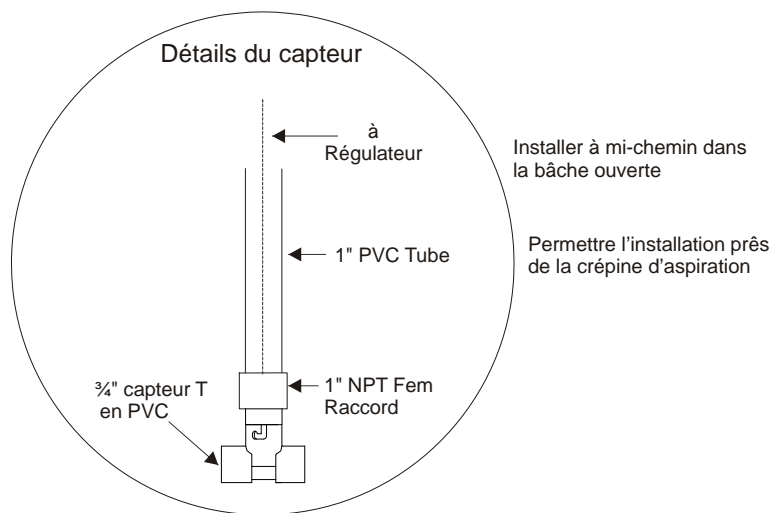 Détails du capteur
à
Régulateur
Installer à mi-chemin dans
la bâche ouverte
1" PVC Tube
Permettre l'installation près
de la crépine d'aspiration
¾" capteur T
en PVC
1" NPT Fem
Raccord